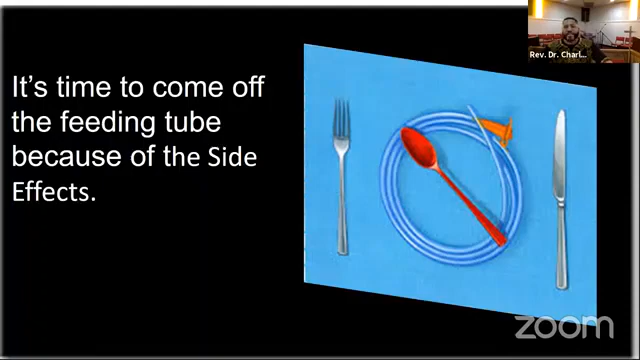 Rev. Dr. Charl...
It's time to come off
the feeding tube
because of the Side
Effects.
zoom